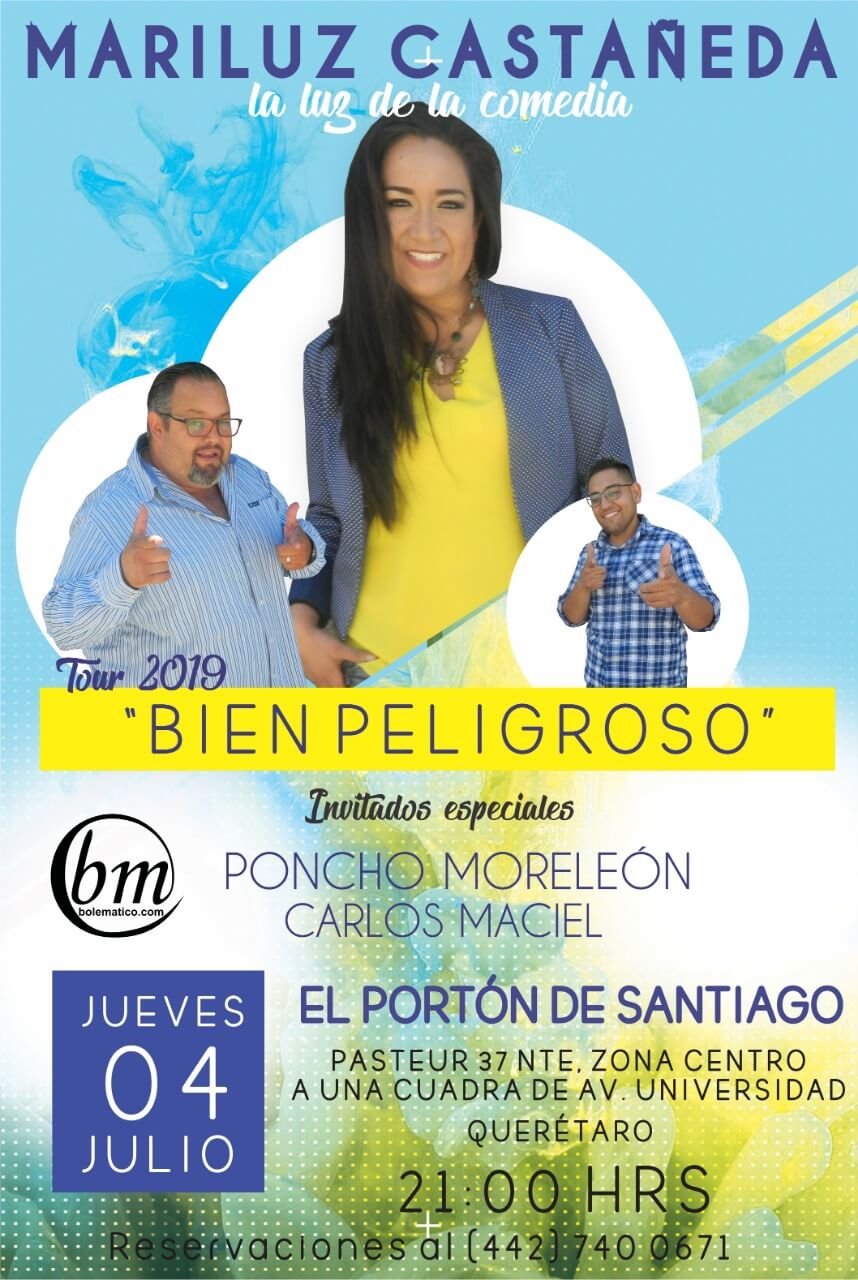 MARILUZ CASTAÑEDA
la luz de la comedia
Tour 2019
"BIEN PELIGROSO"
Invitados especiales
bm
bolematico.com
PONCHO MORELEÓN
CARLOS MACIEL
JUEVES
04
JULIO
EL PORTÓN DE SANTIAGO
PASTEUR 37 NTE, ZONA CENTRO
A UNA CUADRA DE AV. UNIVERSIDAD
QUERÉTARO
21:00 HRS
Reservaciones al (442) 740 0671